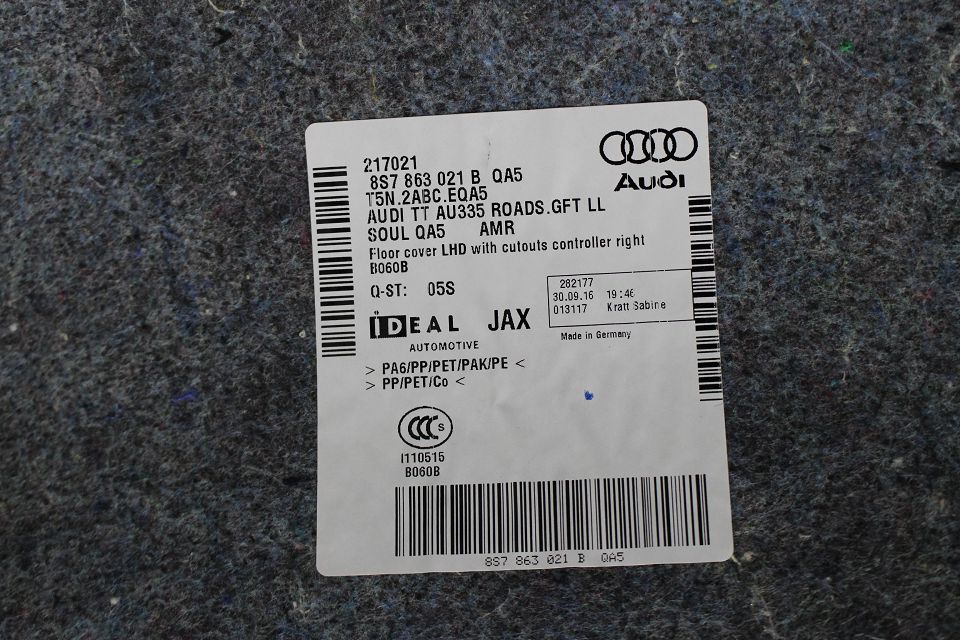 217021
8S7 863 021 B QA5
T5N.2ABC.EQA5
AUDI TT AU335 ROADS.GFT LL
SOUL QA5 AMR
Floor cover LHD with cutouts controller right
B060B
Q-ST: 05S
Audi
282177
30.09.16 19:46
013117 Kratt Sabine
Made in Germany
IDEAL JAX
AUTOMOTIVE
> PA6/PP/PET/PAK/PE <
> PP/PET/Co <
CCC S
I110515
B060B
8S7 863 021 B QA5